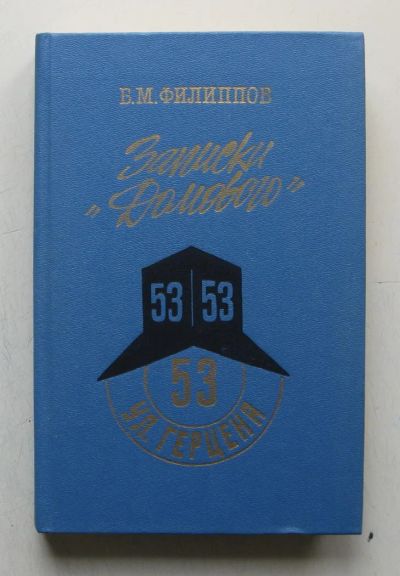 Б.М.ФИЛИППОВ
Записки
„Домового"
53 53
53
УЛ. ГЕРЦЕНА